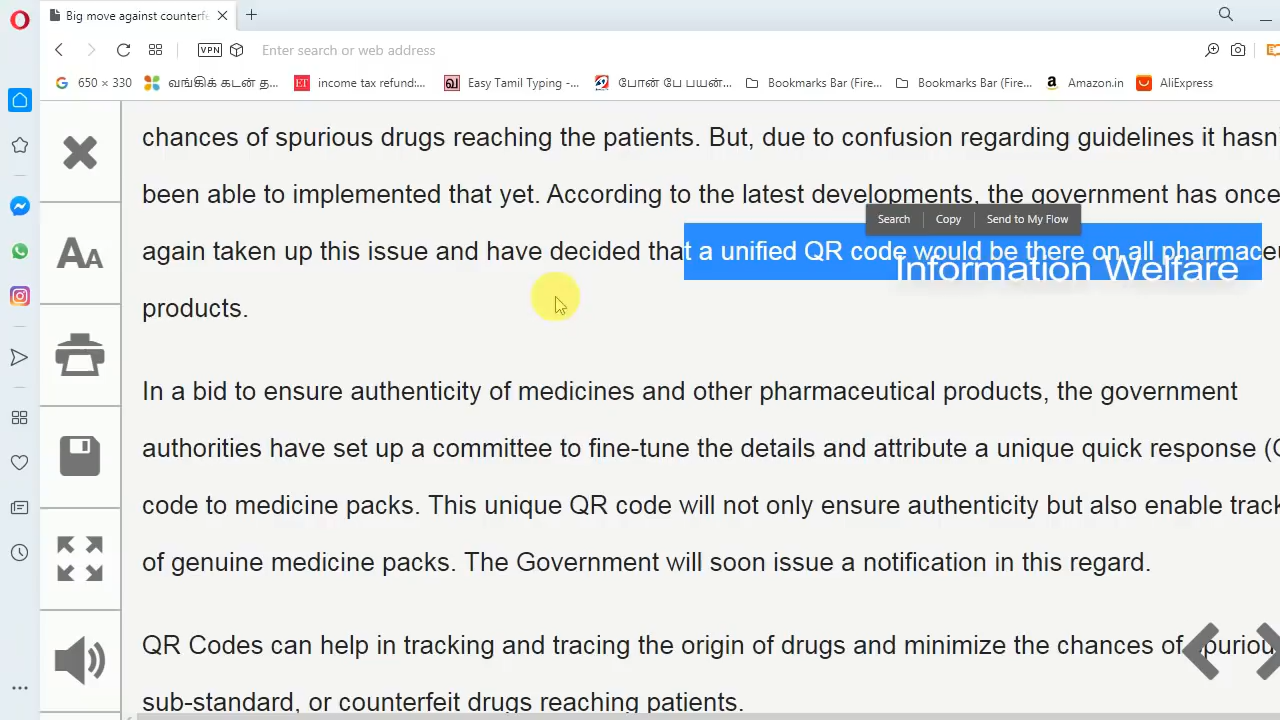 Big move against counterfe
VPN
Enter search or web address
650 × 330
வங்கிக் கடன் த...
ET
income tax refund:...
Easy Tamil Typing -...
போன் பே பயன்...
Bookmarks Bar (Fire...
Bookmarks Bar (Fire...
Amazon.in
AliExpress
chances of spurious drugs reaching the patients. But, due to confusion regarding guidelines it hasn
been able to implemented that yet. According to the latest developments, the government has once
Search
Copy
Send to My Flow
again taken up this issue and have decided that a unified QR code would be there on all pharmaceu
Information Welfare
products.
In a bid to ensure authenticity of medicines and other pharmaceutical products, the government
authorities have set up a committee to fine-tune the details and attribute a unique quick response (Q
code to medicine packs. This unique QR code will not only ensure authenticity but also enable track
of genuine medicine packs. The Government will soon issue a notification in this regard.
QR Codes can help in tracking and tracing the origin of drugs and minimize the chances of spuriou
sub-standard, or counterfeit drugs reaching patients.
AA